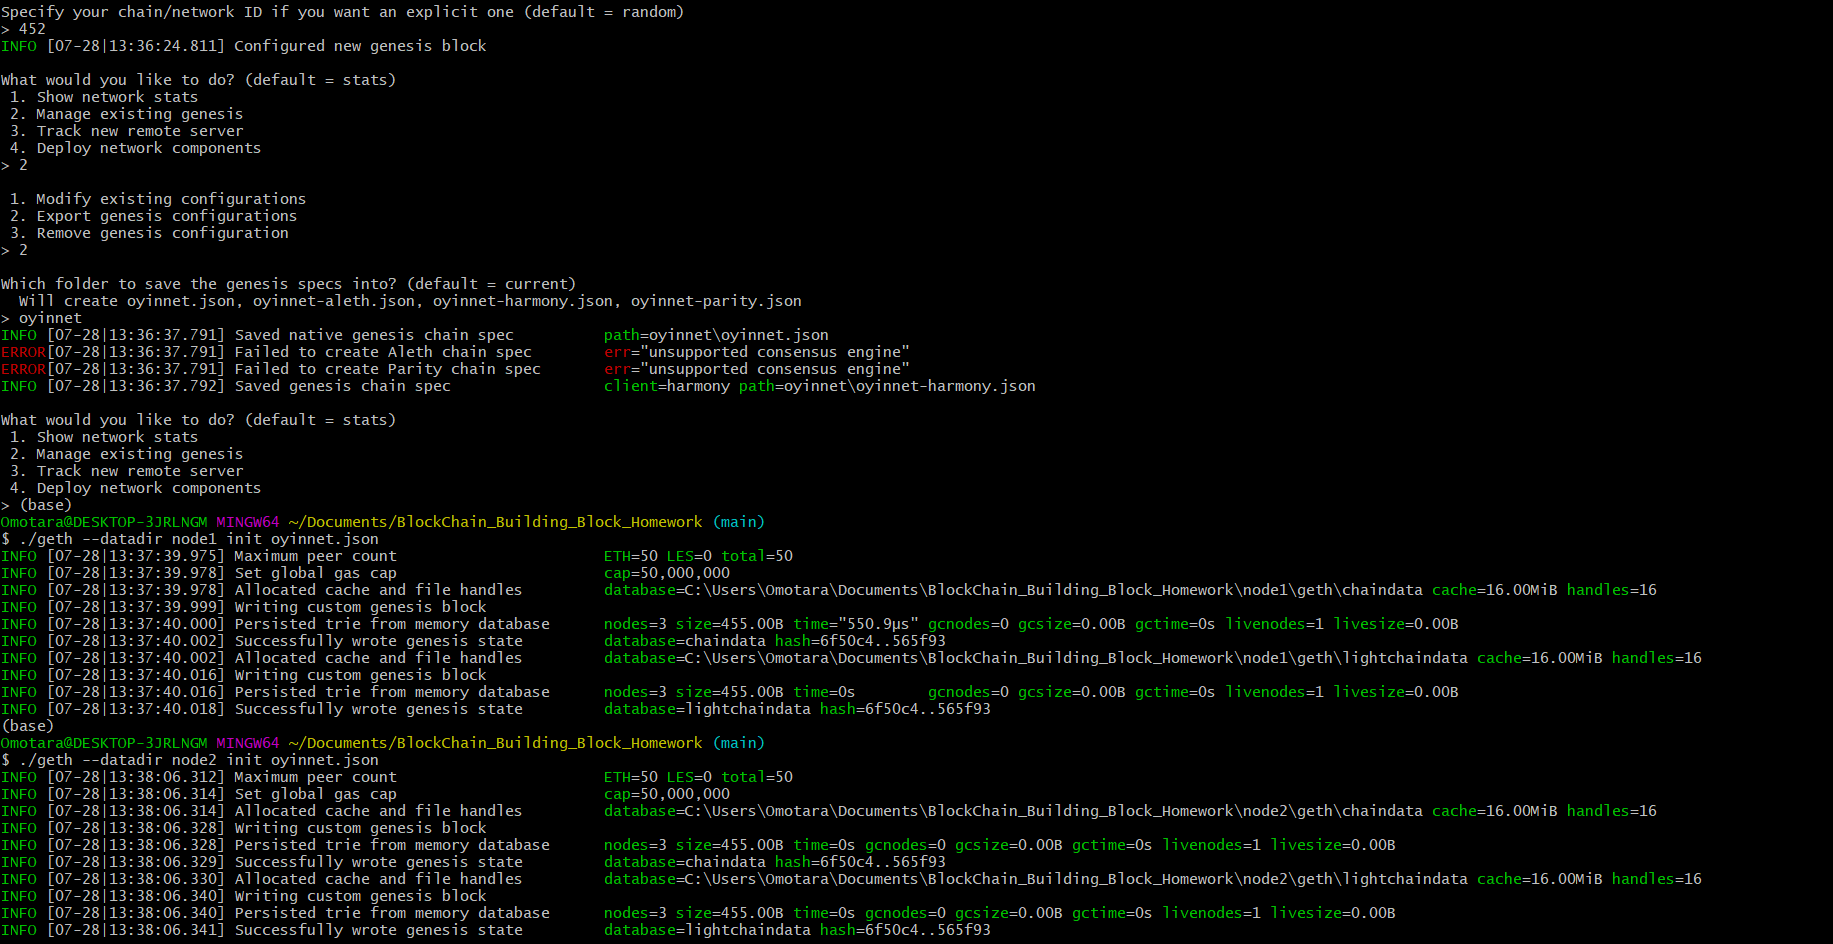 Specify your chain/network ID if you want an explicit one (default = random)
> 452
INFO [07-28|13:36:24.811] Configured new genesis block
What would you like to do? (default = stats)
 1. Show network stats
 2. Manage existing genesis
 3. Track new remote server
 4. Deploy network components
> 2
 1. Modify existing configurations
 2. Export genesis configurations
 3. Remove genesis configuration
> 2
Which folder to save the genesis specs into? (default = current)
  Will create oyinnet.json, oyinnet-aleth.json, oyinnet-harmony.json, oyinnet-parity.json
> oyinnet
INFO [07-28|13:36:37.791] Saved native genesis chain spec          path=oyinnet\oyinnet.json
ERROR[07-28|13:36:37.791] Failed to create Aleth chain spec        err="unsupported consensus engine"
ERROR[07-28|13:36:37.791] Failed to create Parity chain spec       err="unsupported consensus engine"
INFO [07-28|13:36:37.792] Saved genesis chain spec                 client=harmony path=oyinnet\oyinnet-harmony.json
What would you like to do? (default = stats)
 1. Show network stats
 2. Manage existing genesis
 3. Track new remote server
 4. Deploy network components
> (base)
Omotara@DESKTOP-3JRLNGM MINGW64 ~/Documents/BlockChain_Building_Block_Homework (main)
$ ./geth --datadir node1 init oyinnet.json
INFO [07-28|13:37:39.975] Maximum peer count                       ETH=50 LES=0 total=50
INFO [07-28|13:37:39.978] Set global gas cap                       cap=50,000,000
INFO [07-28|13:37:39.978] Allocated cache and file handles         database=C:\Users\Omotara\Documents\BlockChain_Building_Block_Homework\node1\geth\chaindata cache=16.00MiB handles=16
INFO [07-28|13:37:39.999] Writing custom genesis block
INFO [07-28|13:37:40.000] Persisted trie from memory database      nodes=3 size=455.00B time="550.9µs" gcnodes=0 gcsize=0.00B gctime=0s livenodes=1 livesize=0.00B
INFO [07-28|13:37:40.002] Successfully wrote genesis state         database=chaindata hash=6f50c4..565f93
INFO [07-28|13:37:40.002] Allocated cache and file handles         database=C:\Users\Omotara\Documents\BlockChain_Building_Block_Homework\node1\geth\lightchaindata cache=16.00MiB handles=16
INFO [07-28|13:37:40.016] Writing custom genesis block
INFO [07-28|13:37:40.016] Persisted trie from memory database      nodes=3 size=455.00B time=0s        gcnodes=0 gcsize=0.00B gctime=0s livenodes=1 livesize=0.00B
INFO [07-28|13:37:40.018] Successfully wrote genesis state         database=lightchaindata hash=6f50c4..565f93
(base)
Omotara@DESKTOP-3JRLNGM MINGW64 ~/Documents/BlockChain_Building_Block_Homework (main)
$ ./geth --datadir node2 init oyinnet.json
INFO [07-28|13:38:06.312] Maximum peer count                       ETH=50 LES=0 total=50
INFO [07-28|13:38:06.314] Set global gas cap                       cap=50,000,000
INFO [07-28|13:38:06.314] Allocated cache and file handles         database=C:\Users\Omotara\Documents\BlockChain_Building_Block_Homework\node2\geth\chaindata cache=16.00MiB handles=16
INFO [07-28|13:38:06.328] Writing custom genesis block
INFO [07-28|13:38:06.328] Persisted trie from memory database      nodes=3 size=455.00B time=0s gcnodes=0 gcsize=0.00B gctime=0s livenodes=1 livesize=0.00B
INFO [07-28|13:38:06.329] Successfully wrote genesis state         database=chaindata hash=6f50c4..565f93
INFO [07-28|13:38:06.330] Allocated cache and file handles         database=C:\Users\Omotara\Documents\BlockChain_Building_Block_Homework\node2\geth\lightchaindata cache=16.00MiB handles=16
INFO [07-28|13:38:06.340] Writing custom genesis block
INFO [07-28|13:38:06.340] Persisted trie from memory database      nodes=3 size=455.00B time=0s gcnodes=0 gcsize=0.00B gctime=0s livenodes=1 livesize=0.00B
INFO [07-28|13:38:06.341] Successfully wrote genesis state         database=lightchaindata hash=6f50c4..565f93